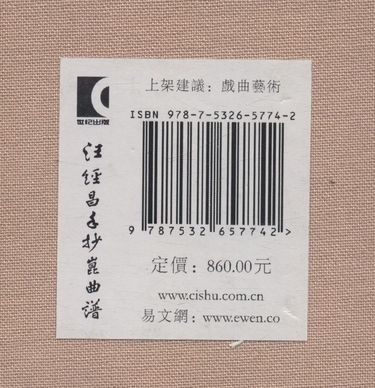 上架建議：戲曲藝術
世纪出版
ISBN 978-7-5326-5774-2
9 787532 657742 >
汪經昌手抄崑曲譜
定價：860.00元
www.cishu.com.cn
易文網：www.ewen.co